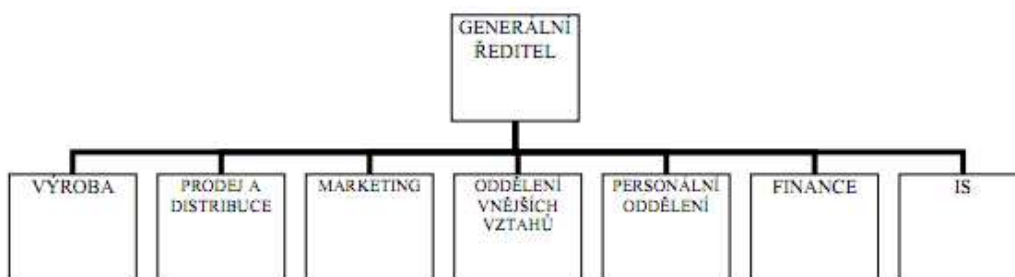 GENERÁLNÍ
ŘEDITEL
VÝROBA
PRODEJ A
DISTRIBUCE
MARKETING
ODDĚLENÍ
VNĚJŠÍCH
VZTAHŮ
PERSONÁLNÍ
ODDĚLENÍ
FINANCE
IS